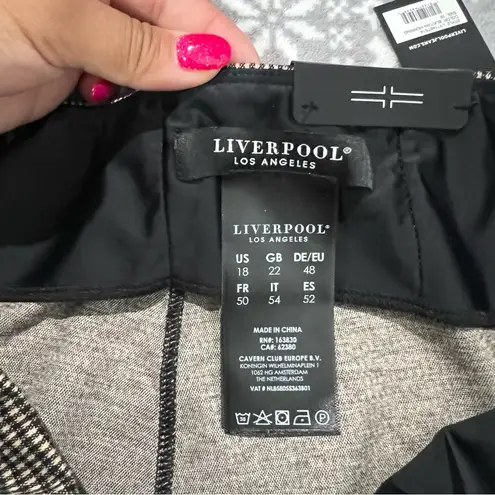 LIVERPOOLJEANS.COM
LIVERPOOL®
LOS ANGELES
LIVERPOOL®
LOS ANGELES
US GB DE/EU
18 22 48
FR IT ES
50 54 52
MADE IN CHINA
RN#: 163830
CA#: 62380
CAVERN CLUB EUROPE B.V.
KONINGIN WILHELMINAPLEIN 1
1062 HG AMSTERDAM
THE NETHERLANDS
VAT # NL858055363B01